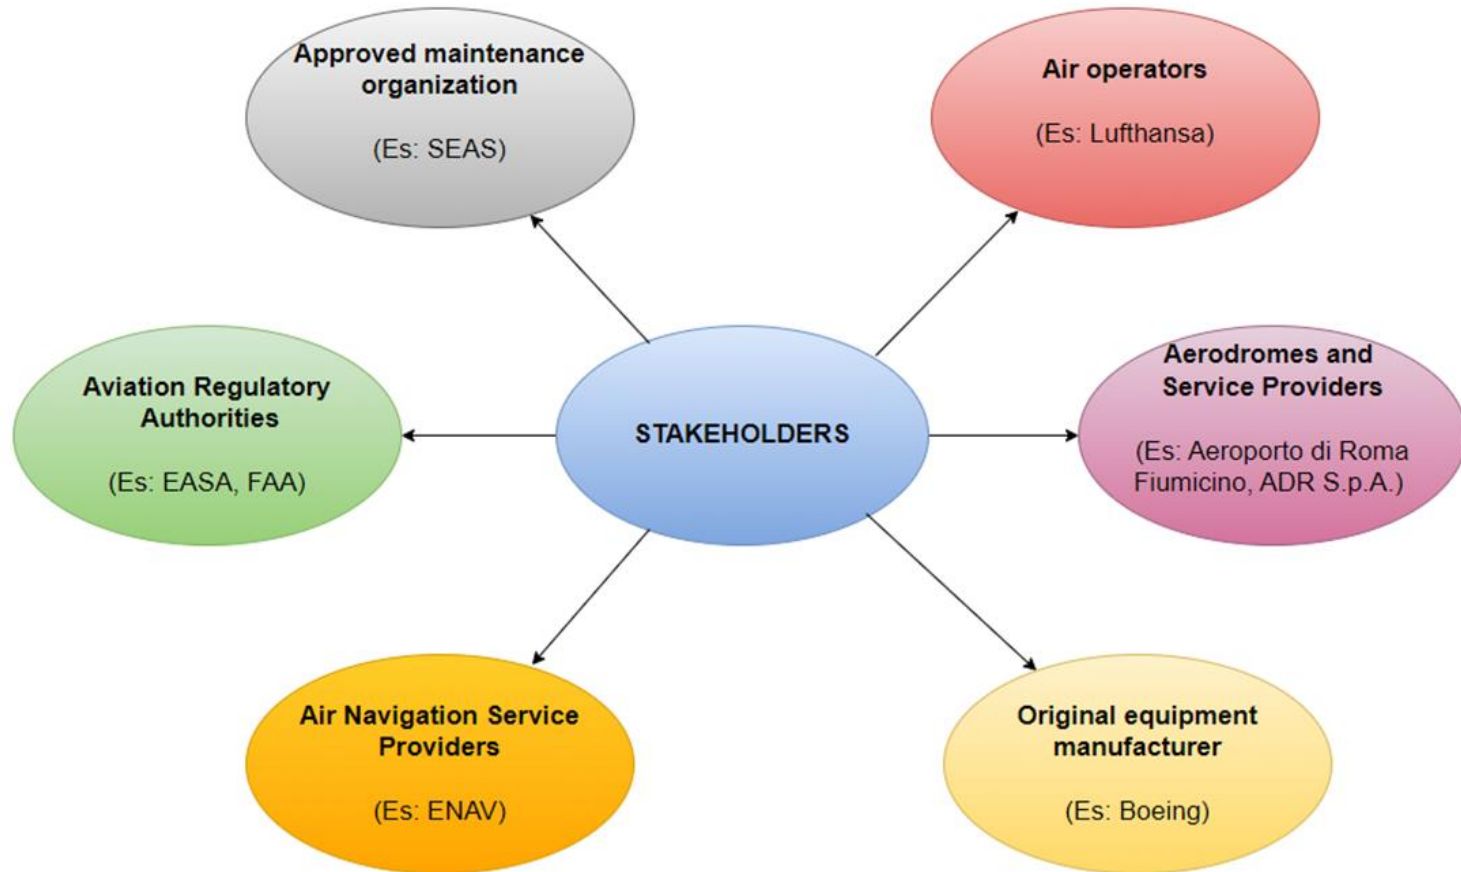 Approved maintenance
organization
(Es: SEAS)
Air operators
(Es: Lufthansa)
Aviation Regulatory
Authorities
(Es: EASA, FAA)
STAKEHOLDERS
Aerodromes and
Service Providers
(Es: Aeroporto di Roma
Fiumicino, ADR S.p.A.)
Air Navigation Service
Providers
(Es: ENAV)
Original equipment
manufacturer
(Es: Boeing)